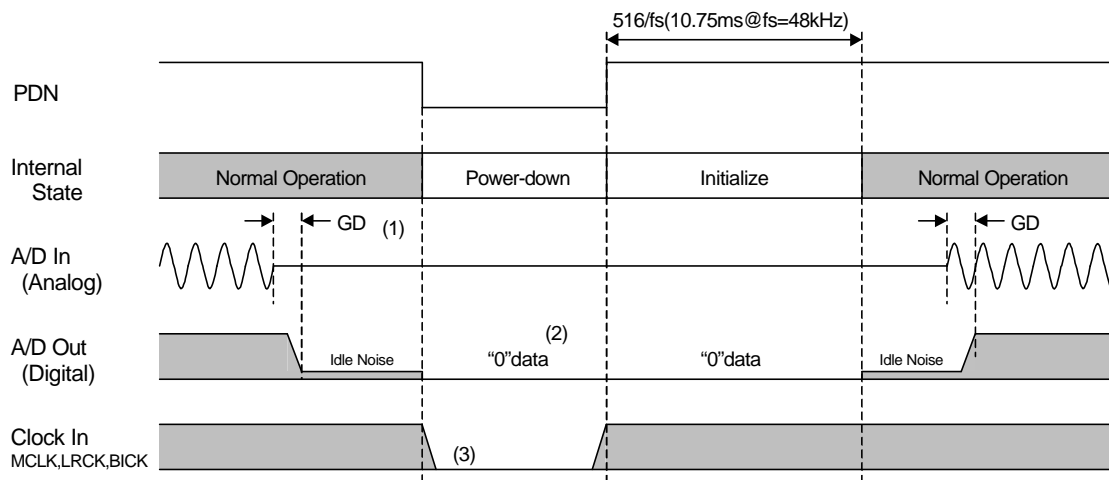 516/fs(10.75ms@fs=48kHz)
PDN
Internal
State
Normal Operation
Power-down
Initialize
Normal Operation
GD
(1)
GD
A/D In
(Analog)
A/D Out
(Digital)
Idle Noise
(2)
“0”data
“0”data
Idle Noise
Clock In
MCLK,LRCK,BICK
(3)